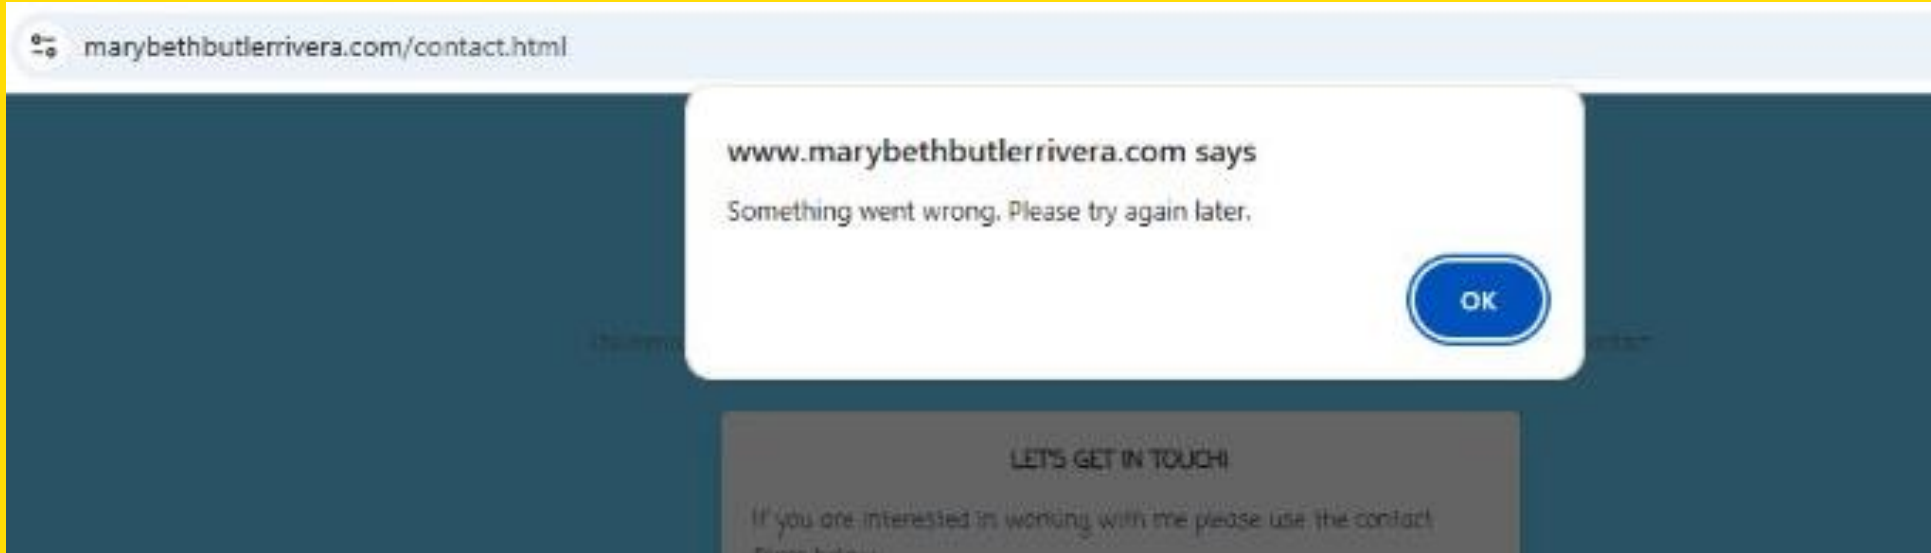 marybethbutlerrivera.com/contact.html
www.marybethbutlerrivera.com says
Something went wrong. Please try again later.
OK
LET'S GET IN TOUCH!
If you are interested in working with me please use the contact